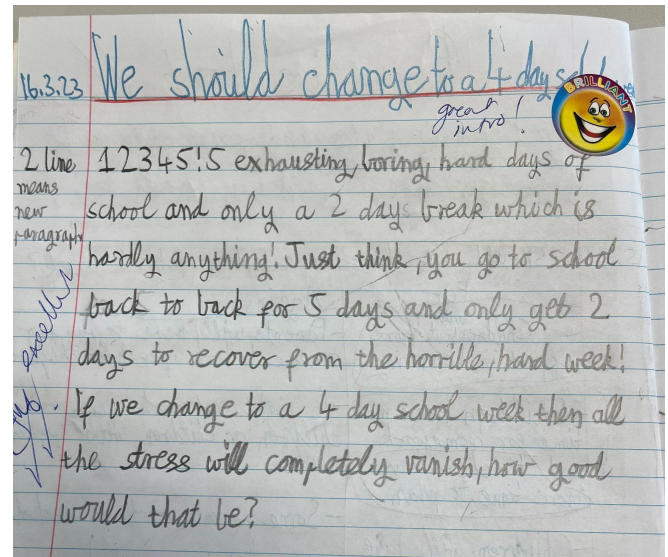 16.3.23 We should change to a 4 day
BRILLIANT
great
intro!
2 line
means
new
paragraph
12345!5 exhausting, boring, hard days of
school and only a 2 days break which is
hardly anything! Just think, you go to school
back to back for 5 days and only get 2
days to recover from the horrible, hard week!
If we change to a 4 day school week then all
the stress will completely vanish, how good
would that be?